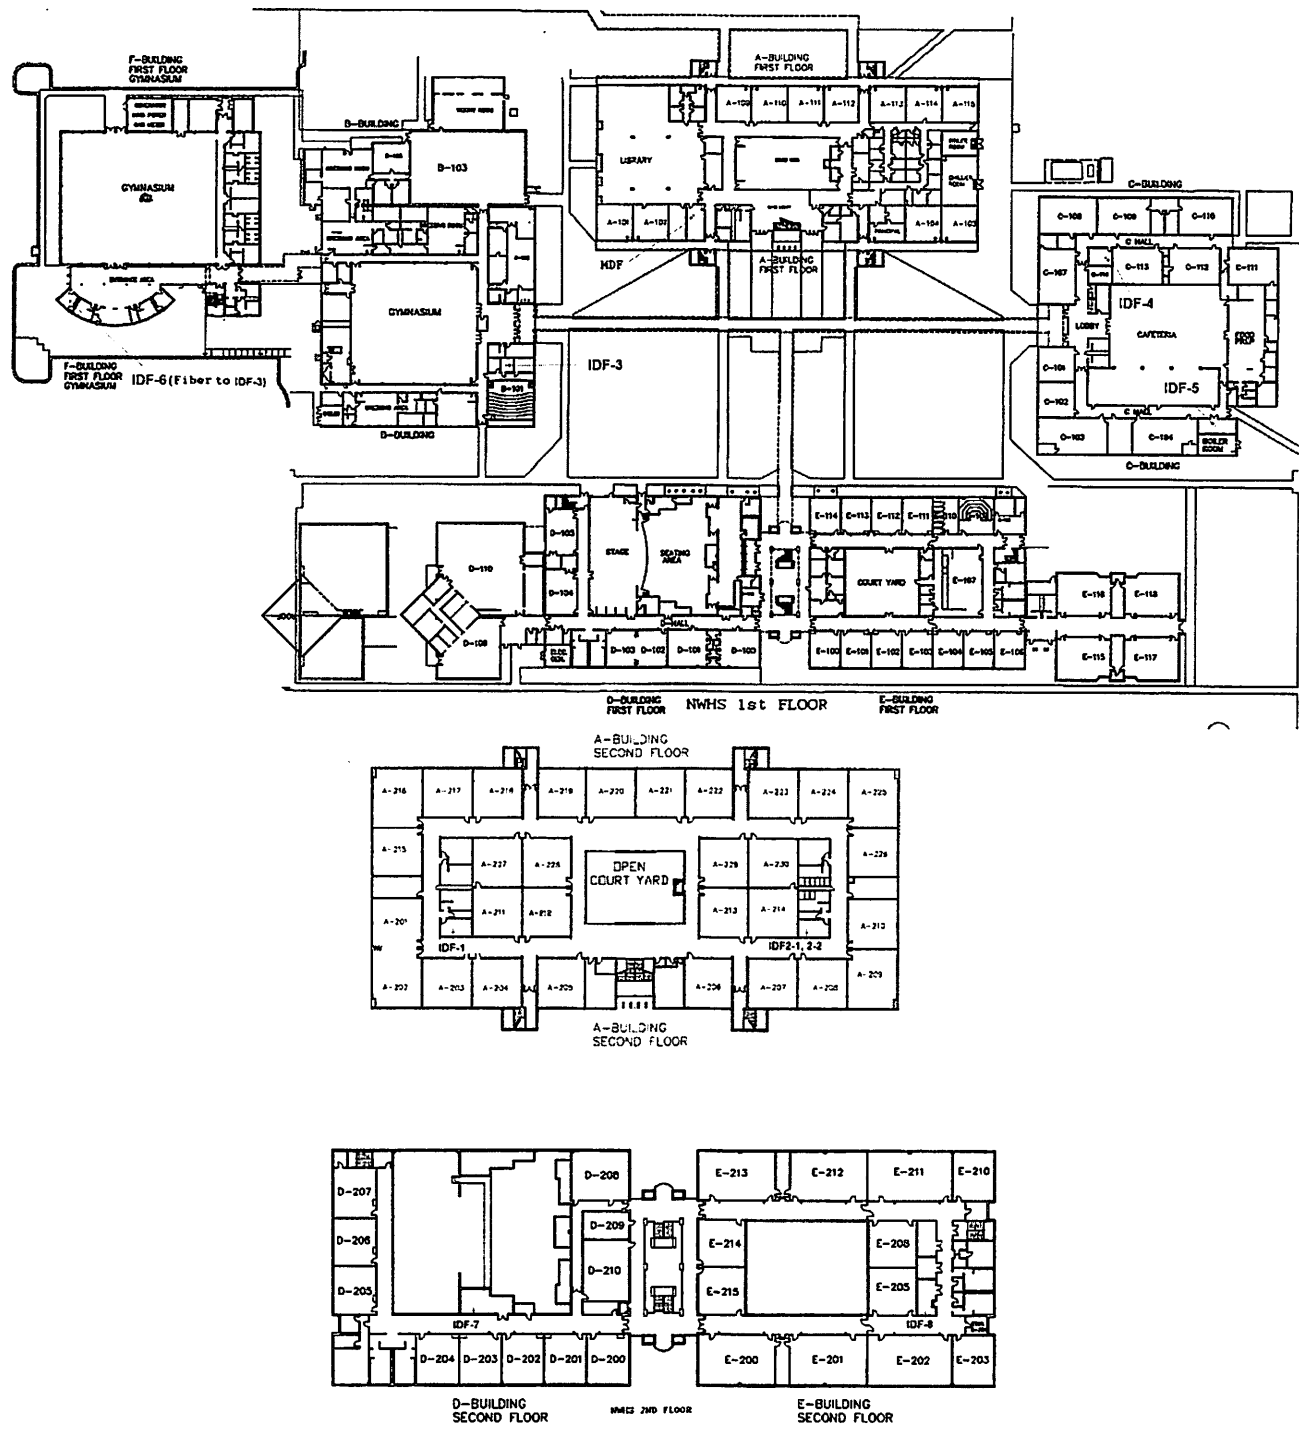 F-BUILDING
FIRST FLOOR
GYMNASIUM
A-BUILDING
FIRST FLOOR
B-BUILDING
A-109
A-110
A-111
A-112
A-113
A-114
A-115
LIBRARY
B-103
GYMNASIUM
C-BUILDING
C-108
C-109
C-110
A-101
A-102
A-104
A-103
PRINCIPAL
CHILLER
ROOM
MDF
A-BUILDING
FIRST FLOOR
C HALL
C-107
C-113
C-112
C-111
ENTRANCE AREA
GYMNASIUM
IDF-4
LOBBY
CAFETERIA
FOOD
PREP
F-BUILDING
FIRST FLOOR
GYMNASIUM
IDF-6(Fiber to IDF-3)
IDF-3
B-101
C-101
IDF-5
C-102
C HALL
DRESSING AREA
B-BUILDING
C-103
C-104
BOILER
ROOM
C-BUILDING
D-105
STAGE
SEATING
AREA
E-114
E-113
E-112
E-111
D-110
D-104
COURT YARD
E-107
E-116
E-118
D-HALL
D-108
D-103
D-102
D-101
D-100
E-100
E-101
E-102
E-103
E-104
E-105
E-106
E-115
E-117
D-BUILDING
FIRST FLOOR
NWHS 1st FLOOR
E-BUILDING
FIRST FLOOR
A-BUILDING
SECOND FLOOR
A-216
A-217
A-218
A-219
A-220
A-221
A-222
A-223
A-224
A-225
A-215
A-227
A-228
OPEN
COURT YARD
A-229
A-230
A-226
A-201
A-211
A-212
A-213
A-214
A-210
IDF-1
IDF2-1, 2-2
A-202
A-203
A-204
A-205
A-206
A-207
A-208
A-209
A-BUILDING
SECOND FLOOR
D-207
D-208
E-213
E-212
E-211
E-210
D-206
D-209
E-214
E-208
D-205
D-210
E-215
E-205
IDF-7
IDF-8
D-204
D-203
D-202
D-201
D-200
E-200
E-201
E-202
E-203
D-BUILDING
SECOND FLOOR
NWHS 2ND FLOOR
E-BUILDING
SECOND FLOOR